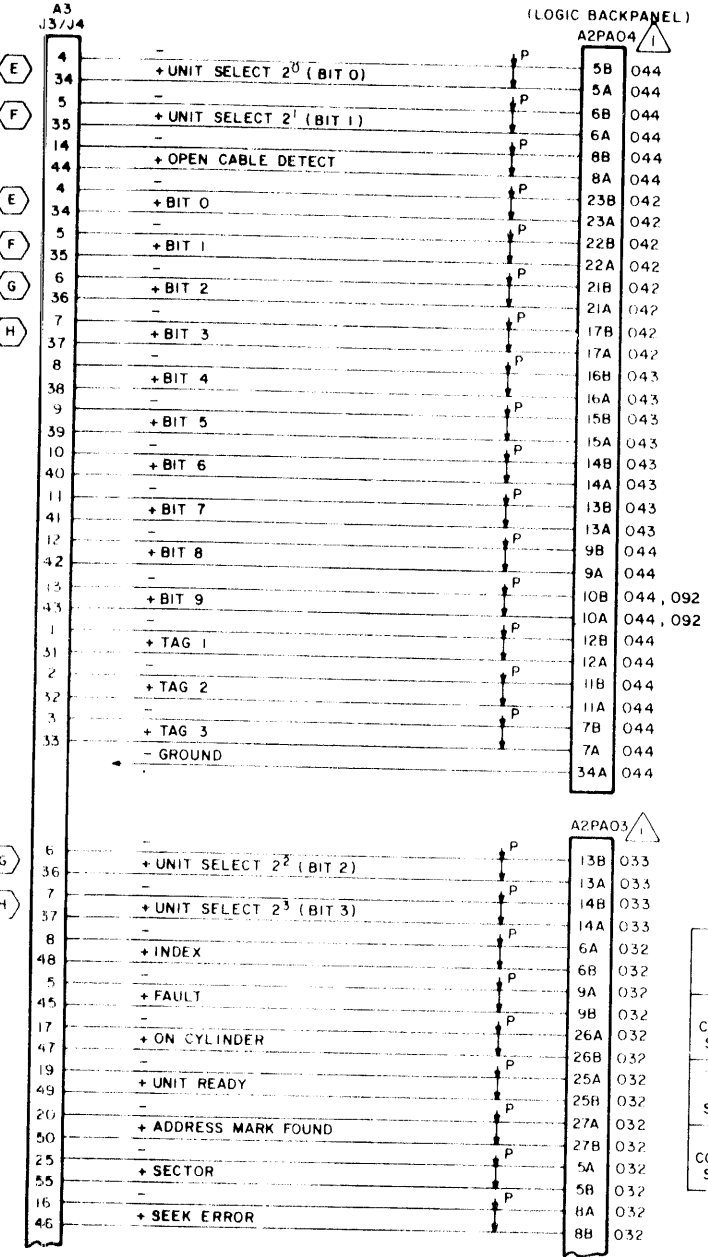 A3
J3/J4
(LOGIC BACKPANEL)
A2PA04 1
4 - P 5B 044
E + UNIT SELECT 2⁰ (BIT 0)
34 5A 044
5 - P 6B 044
F + UNIT SELECT 2¹ (BIT 1)
35 6A 044
14 - P 8B 044
+ OPEN CABLE DETECT
44 8A 044
4 - P 23B 042
E + BIT 0
34 23A 042
5 - P 22B 042
F + BIT 1
35 22A 042
6 - P 21B 042
G + BIT 2
36 21A 042
7 - P 17B 042
H + BIT 3
37 17A 042
8 - P 16B 043
+ BIT 4
38 16A 043
9 - P 15B 043
+ BIT 5
39 15A 043
10 - P 14B 043
+ BIT 6
40 14A 043
11 - P 13B 043
+ BIT 7
41 13A 043
12 - P 9B 044
+ BIT 8
42 9A 044
13 - P 10B 044, 092
+ BIT 9
43 10A 044, 092
1 - P 12B 044
+ TAG 1
31 12A 044
2 - P 11B 044
+ TAG 2
32 11A 044
3 - P 7B 044
+ TAG 3
33 7A 044
- GROUND 34A 044
A2PA03 1
6 - P 13B 033
G + UNIT SELECT 2² (BIT 2)
36 13A 033
7 - P 14B 033
H + UNIT SELECT 2³ (BIT 3)
37 14A 033
8 - P 6A 032
+ INDEX
48 6B 032
5 - P 9A 032
+ FAULT
45 9B 032
17 - P 26A 032
+ ON CYLINDER
47 26B 032
19 - P 25A 032
+ UNIT READY
49 25B 032
20 - P 27A 032
+ ADDRESS MARK FOUND
50 27B 032
25 - P 5A 032
+ SECTOR
55 5B 032
16 - P 8A 032
+ SEEK ERROR
46 8B 032
C
S
S
CO
S